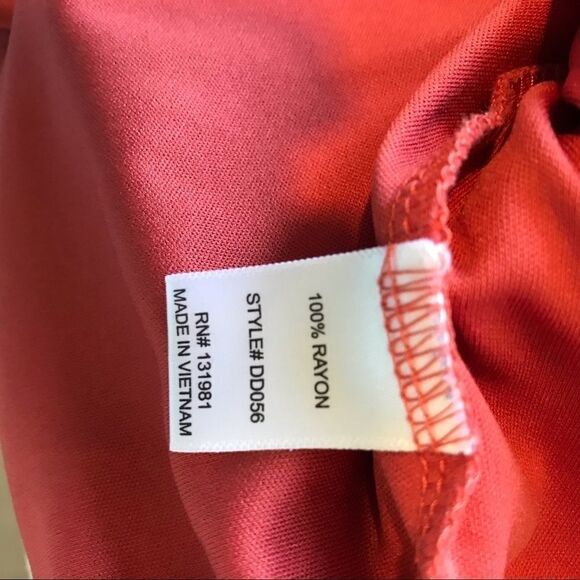 100% RAYON
STYLE# DD056
RN# 131981
MADE IN VIETNAM